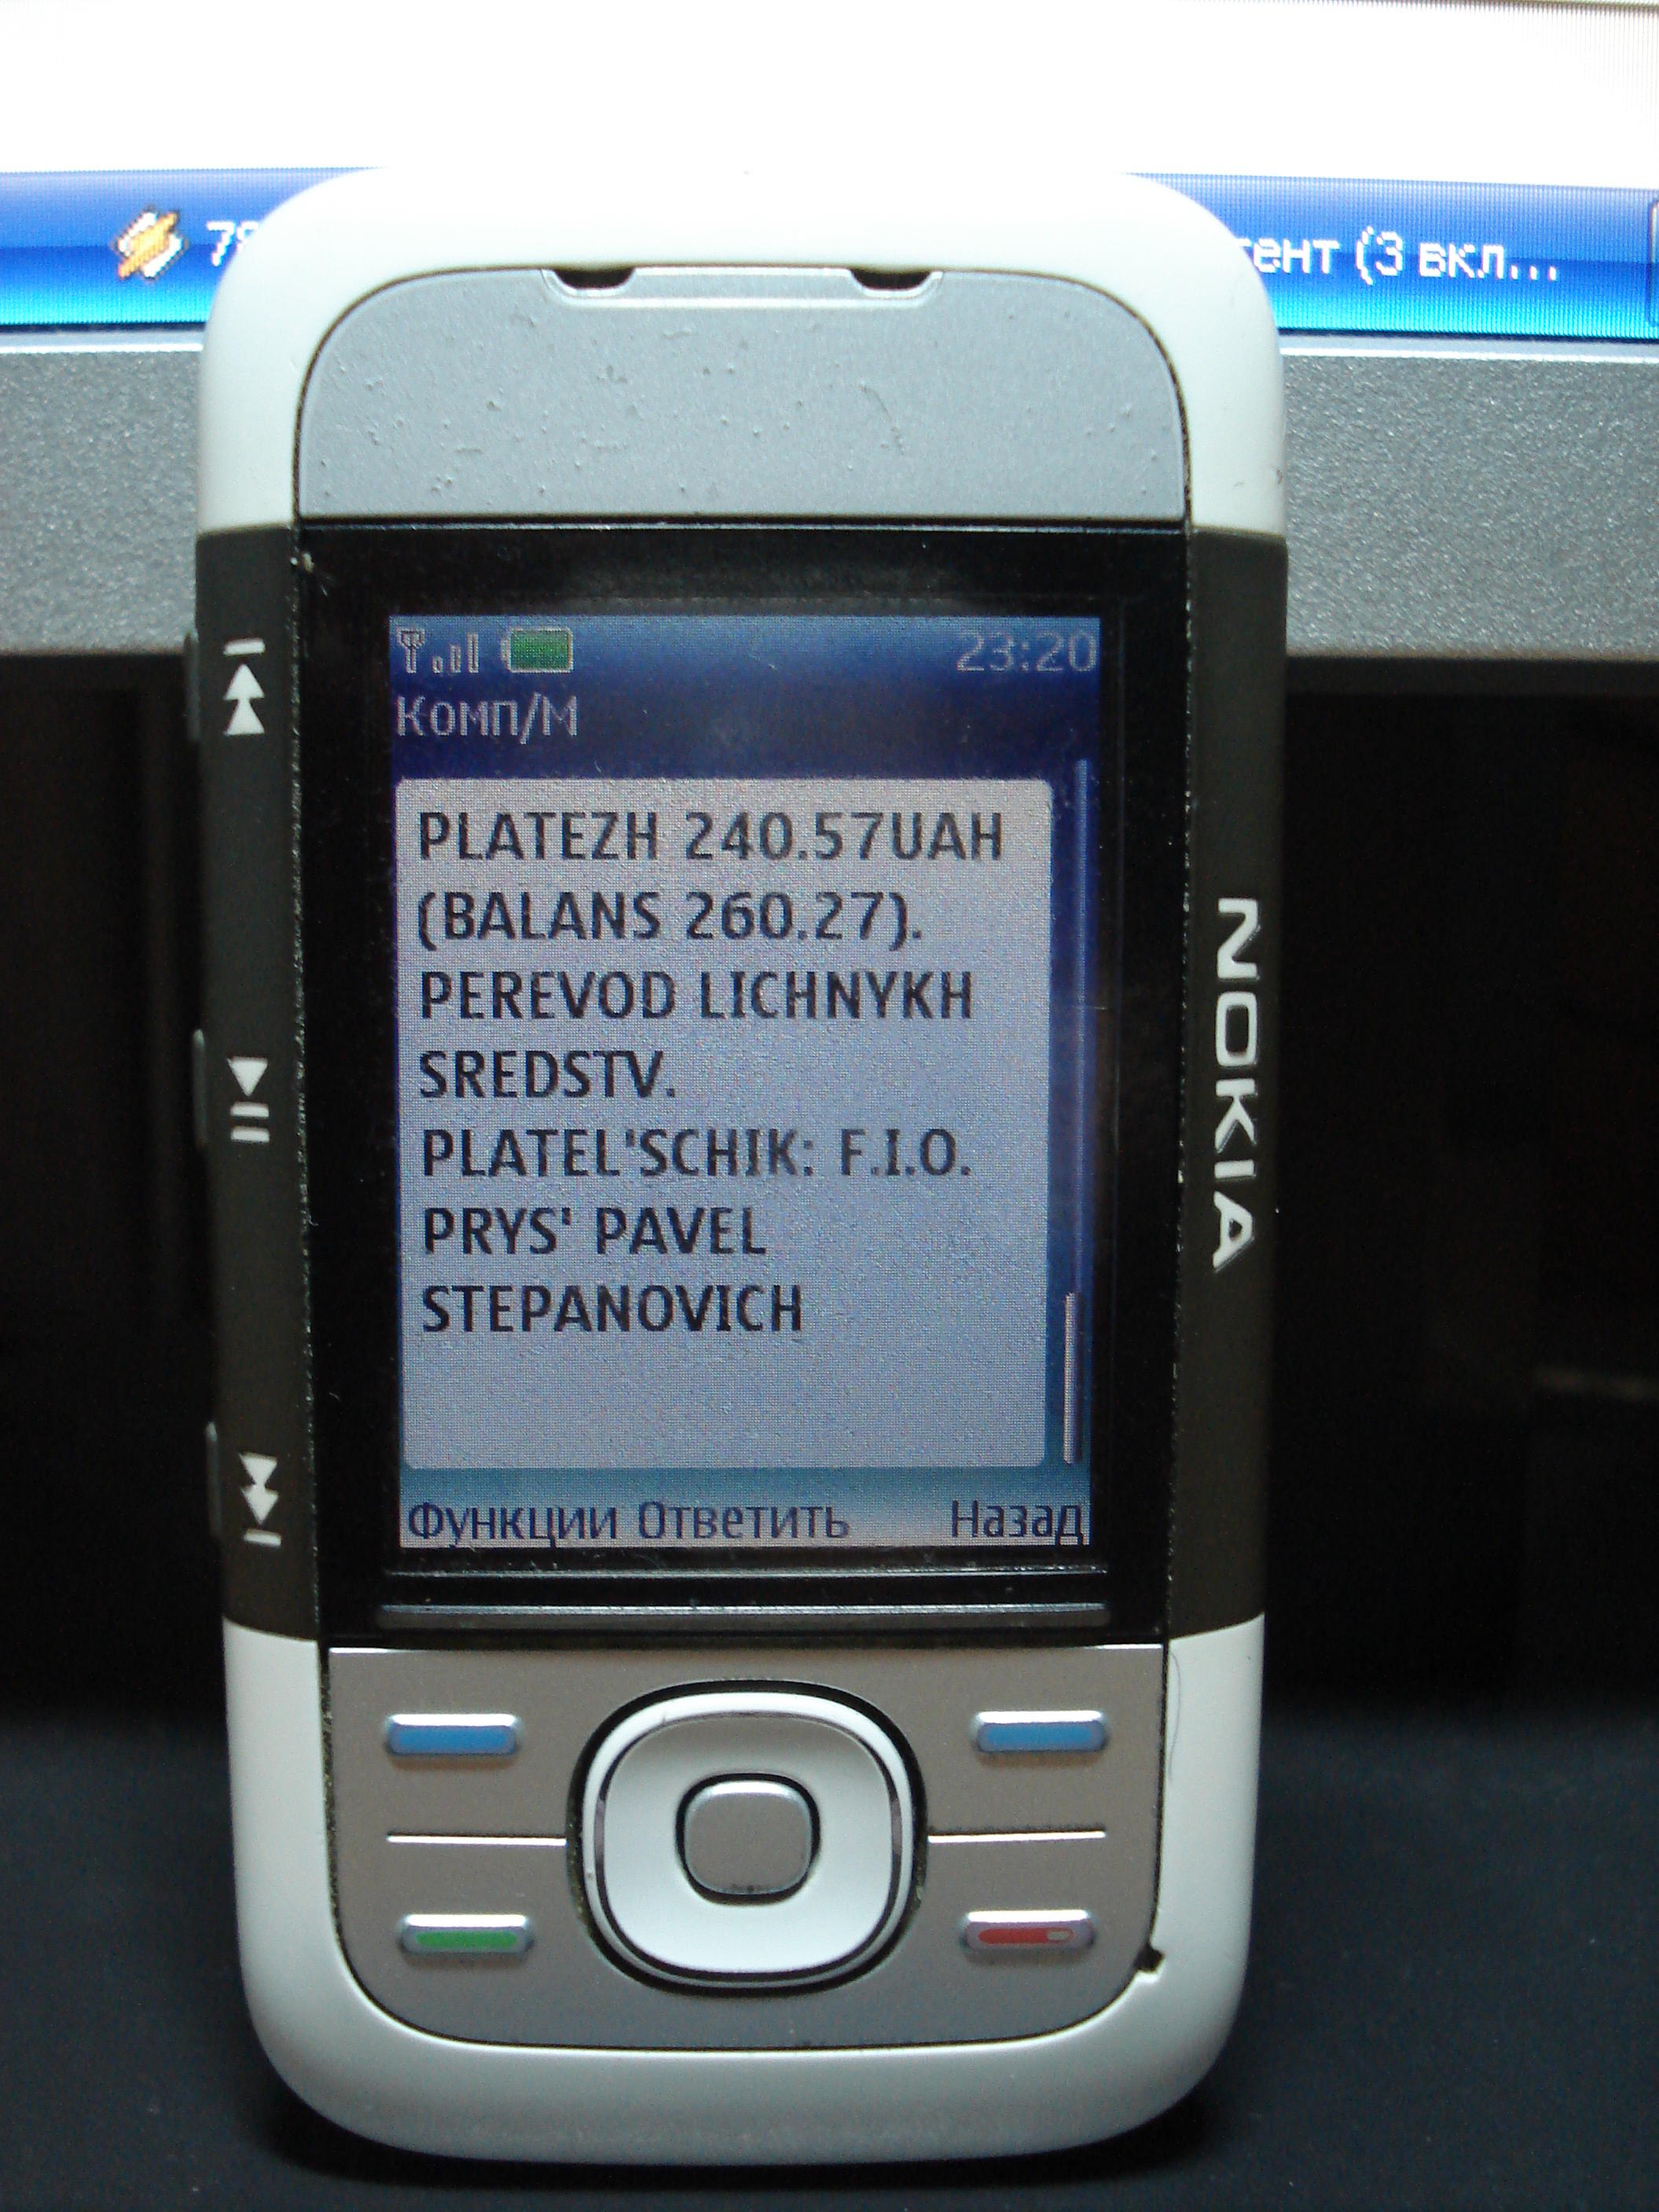 79
ент (3 вкл...
23:20
Комп/М
PLATEZH 240.57UAH
(BALANS 260.27).
PEREVOD LICHNYKH
SREDSTV.
PLATEL'SCHIK: F.I.O.
PRYS' PAVEL
STEPANOVICH
Функции Ответить Назад
NOKIA